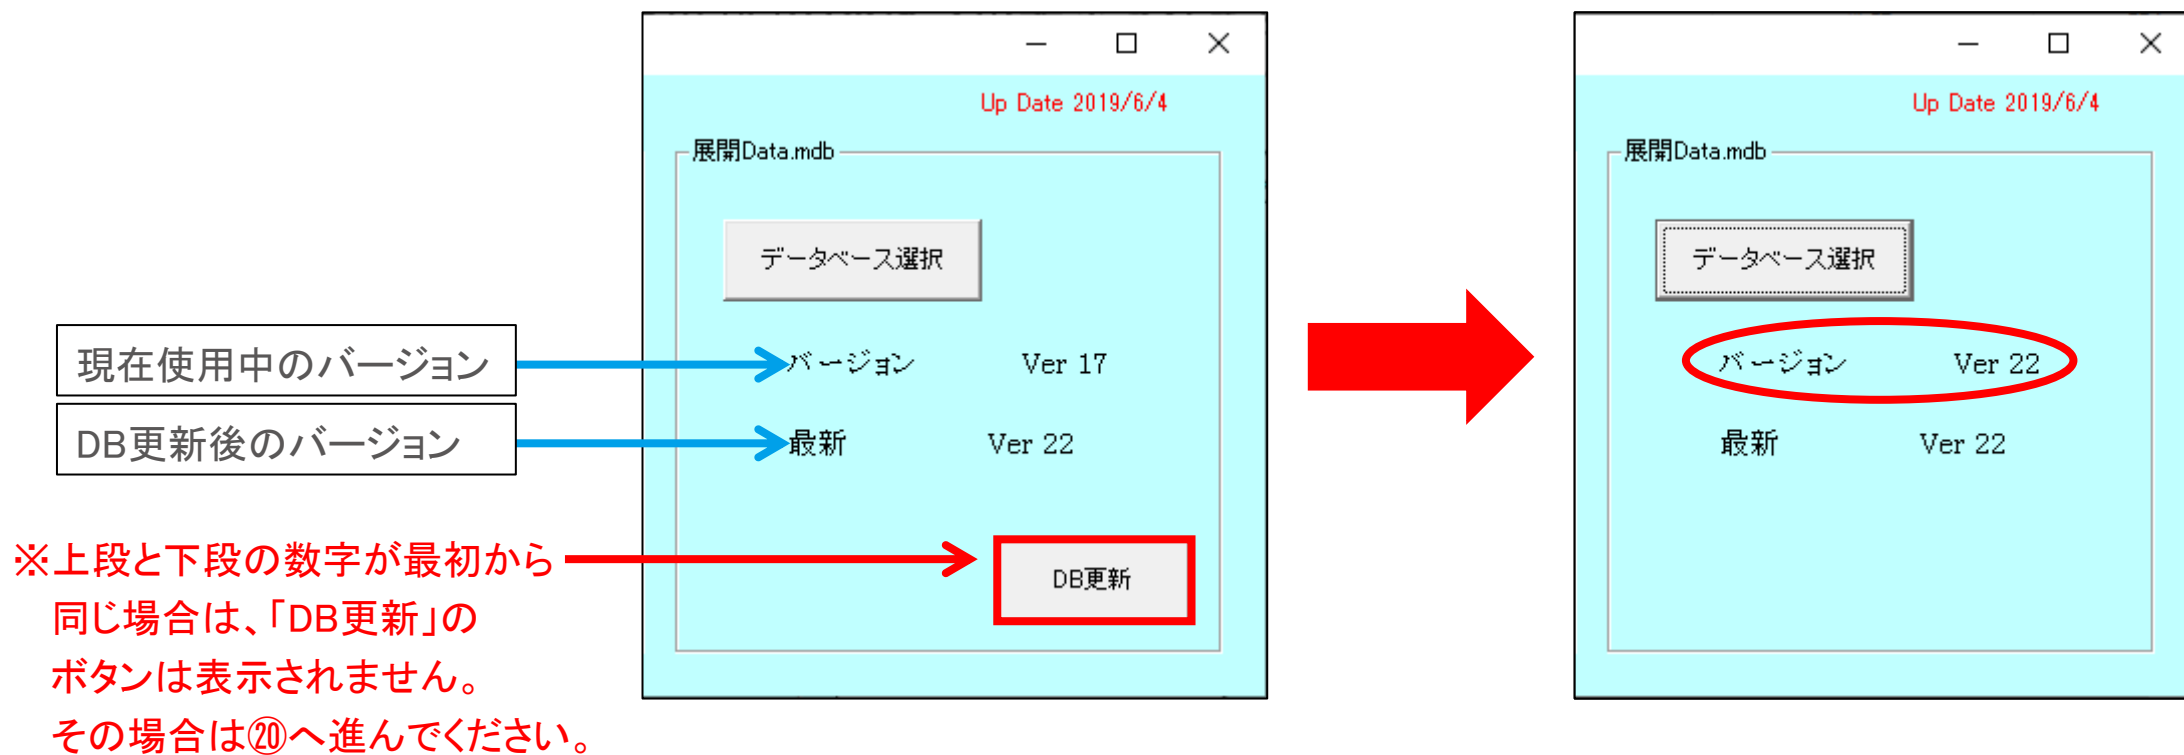 現在使用中のバージョン
DB更新後のバージョン
※上段と下段の数字が最初から
同じ場合は、「DB更新」の
ボタンは表示されません。
その場合は⑳へ進んでください。
Up Date 2019/6/4
展開Data.mdb
データベース選択
バージョン Ver 17
最新 Ver 22
DB更新
Up Date 2019/6/4
展開Data.mdb
データベース選択
バージョン Ver 22
最新 Ver 22